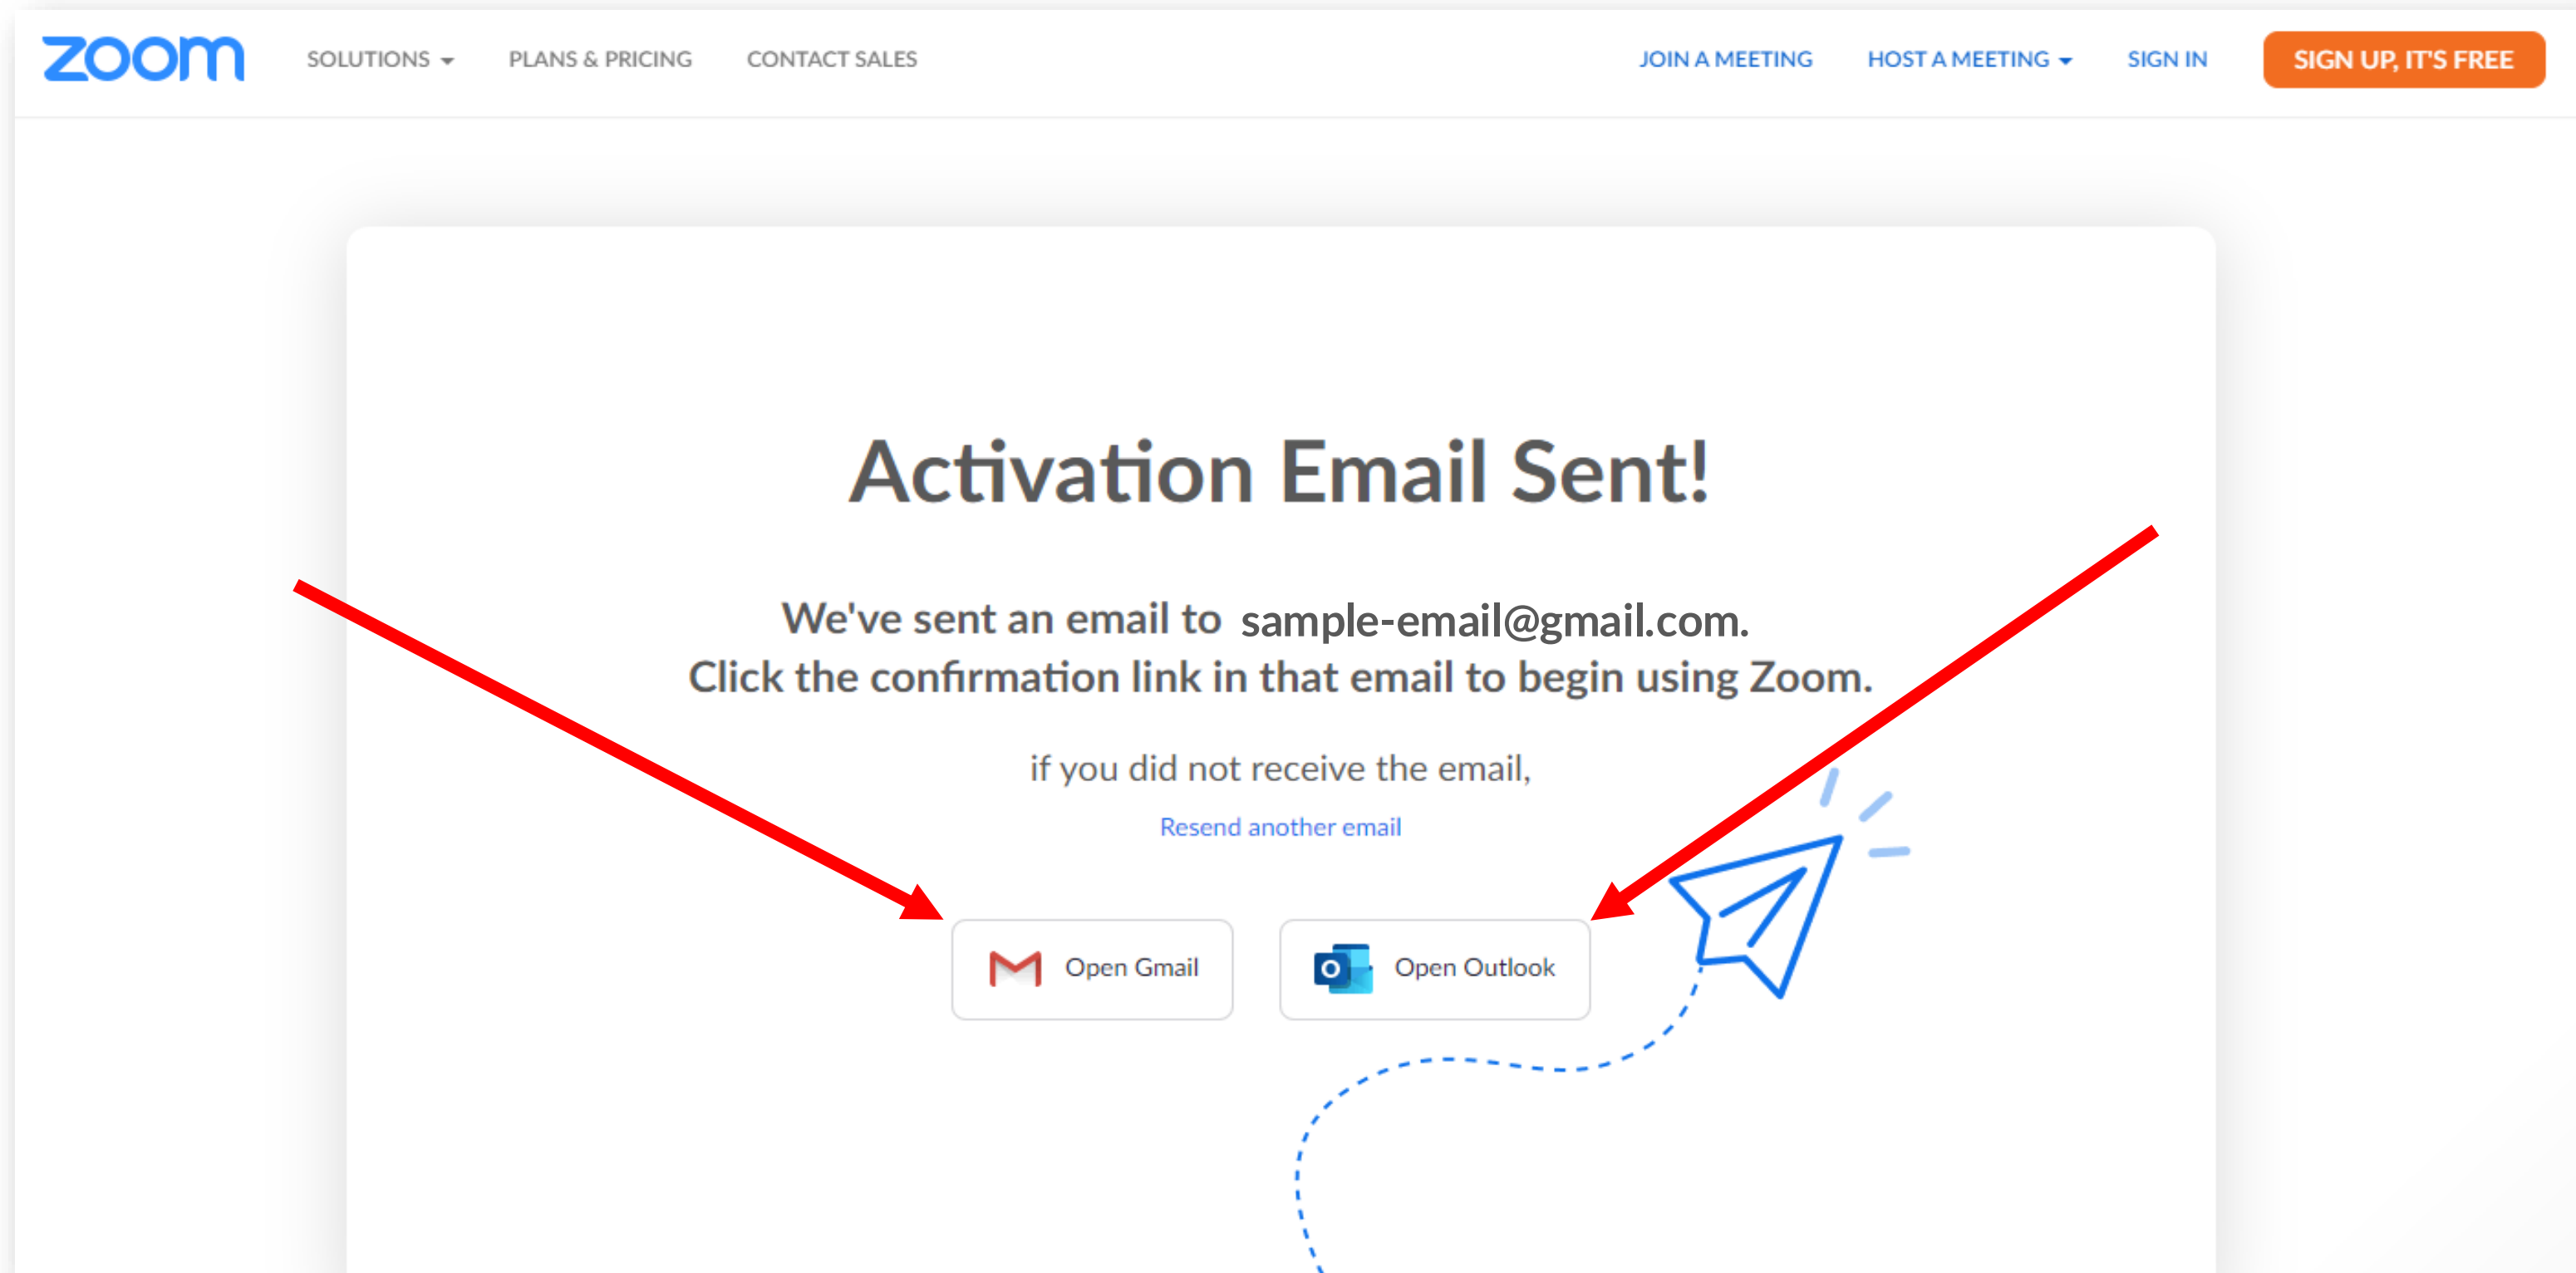 zoom
SOLUTIONS
PLANS & PRICING
CONTACT SALES
JOIN A MEETING
HOST A MEETING
SIGN IN
SIGN UP, IT'S FREE
Activation Email Sent!
We've sent an email to sample-email@gmail.com.
Click the confirmation link in that email to begin using Zoom.
if you did not receive the email,
Resend another email
Open Gmail
Open Outlook